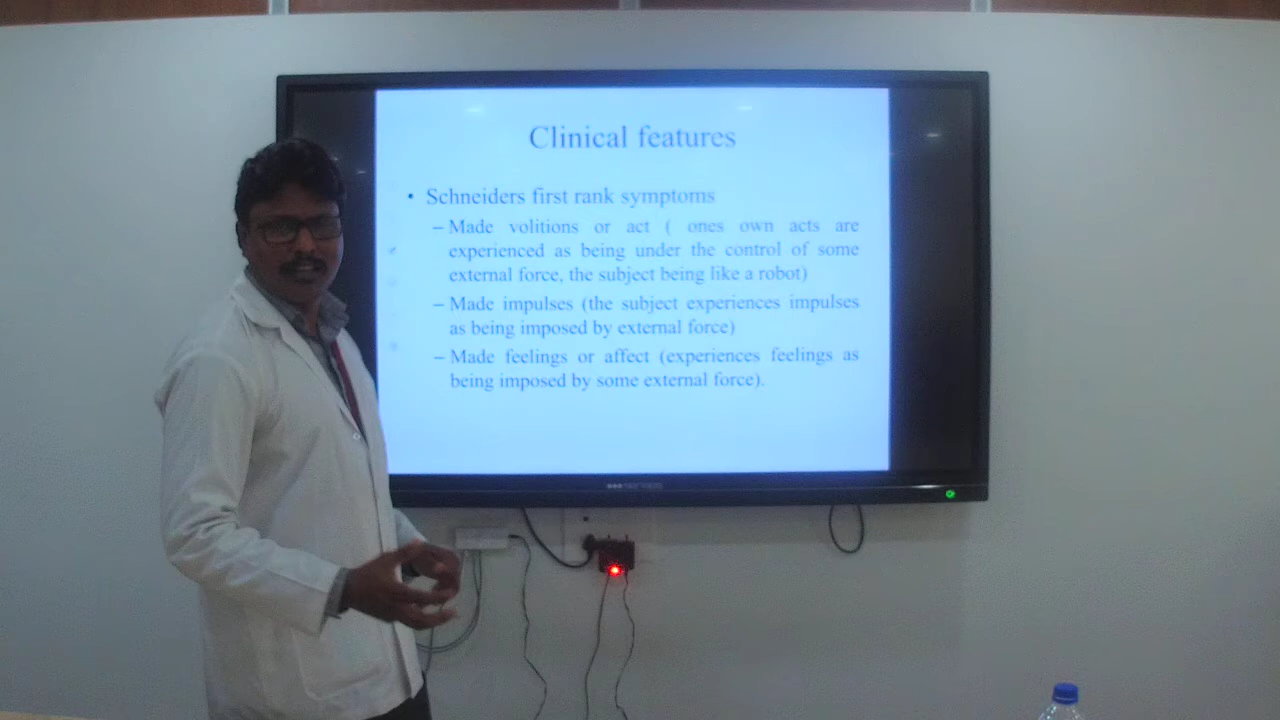 Clinical features
• Schneiders first rank symptoms
– Made volitions or act ( ones own acts are
experienced as being under the control of some
external force, the subject being like a robot)
– Made impulses (the subject experiences impulses
as being imposed by external force)
– Made feelings or affect (experiences feelings as
being imposed by some external force).